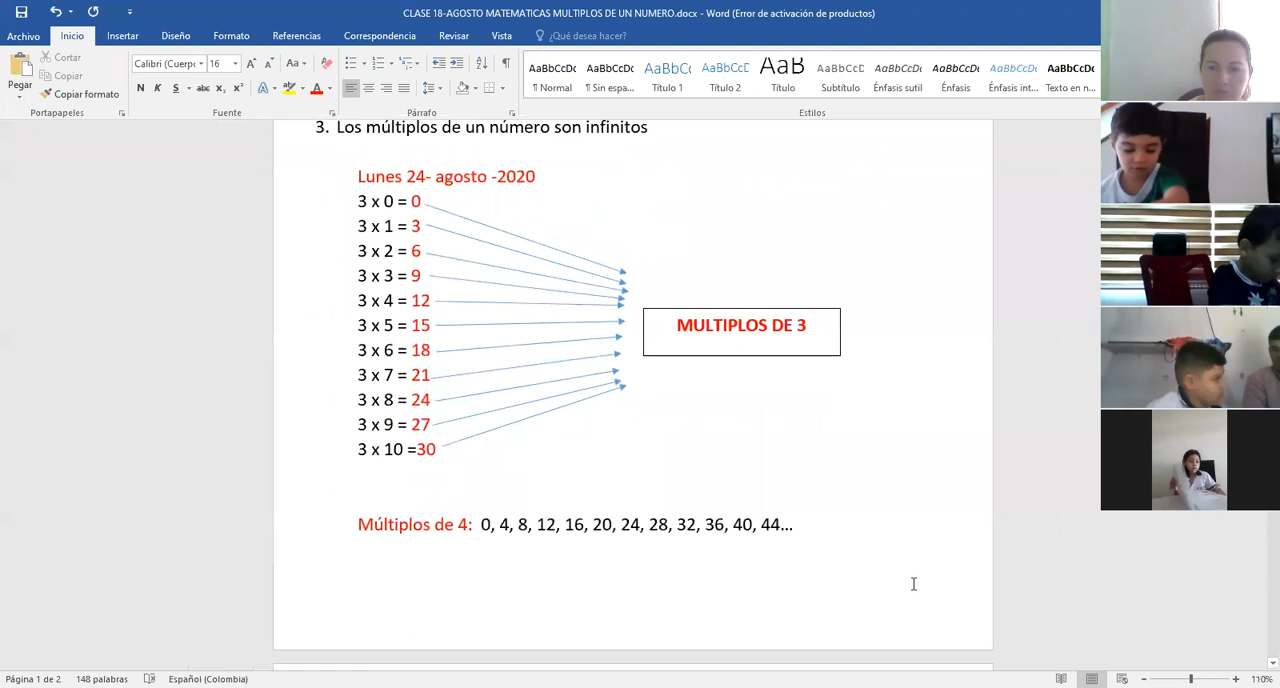 CLASE 18-AGOSTO MATEMATICAS MULTIPLOS DE UN NUMERO.docx - Word (Error de activación de productos)
Archivo Inicio Insertar Diseño Formato Referencias Correspondencia Revisar Vista ¿Qué desea hacer?
Pegar
Cortar
Copiar
Copiar formato
Calibri (Cuerpo 16
N K S abc x₂ x²
AaBbCcDc AaBbCcDc AaBbCc AaBbCcD AaB AaBbCcD AaBbCcDc AaBbCcDc AaBbCcDc AaBbCcDc
¶ Normal ¶ Sin espa... Título 1 Título 2 Título Subtítulo Énfasis sutil Énfasis Énfasis int... Texto en n...
Portapapeles Fuente Párrafo Estilos
3. Los múltiplos de un número son infinitos
Lunes 24- agosto -2020
3 x 0 = 0
3 x 1 = 3
3 x 2 = 6
3 x 3 = 9
3 x 4 = 12
3 x 5 = 15
3 x 6 = 18
3 x 7 = 21
3 x 8 = 24
3 x 9 = 27
3 x 10 =30
MULTIPLOS DE 3
Múltiplos de 4: 0, 4, 8, 12, 16, 20, 24, 28, 32, 36, 40, 44...
Página 1 de 2 148 palabras Español (Colombia) 110%